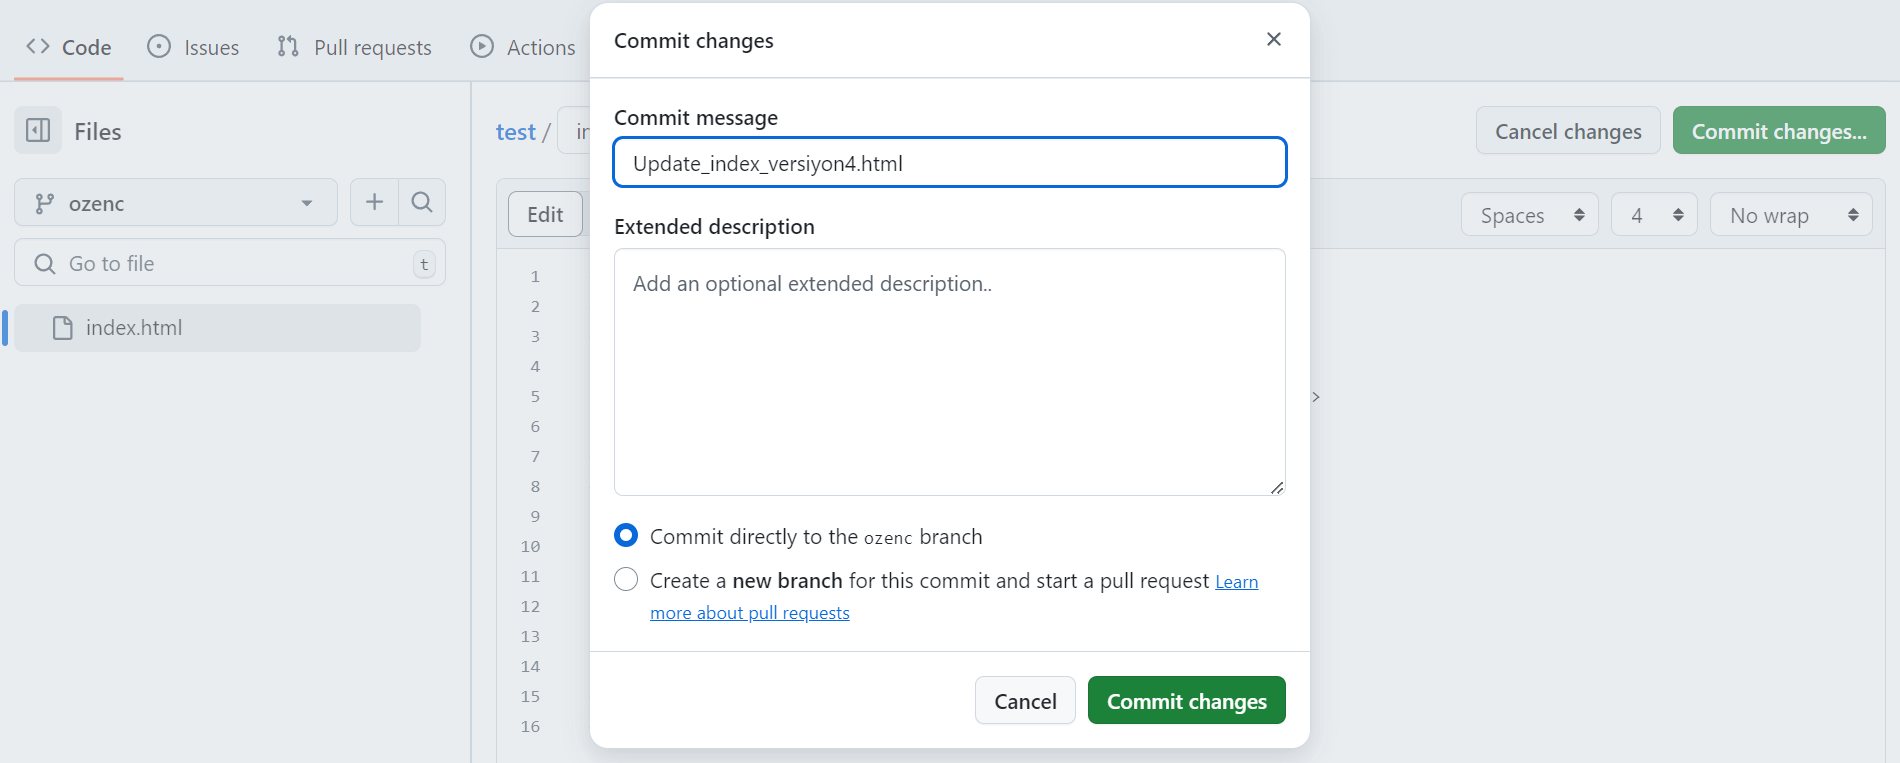 Code Issues Pull requests Actions
Commit changes
Files
test /
Cancel changes Commit changes...
Commit message
Update_index_versiyon4.html
ozenc
Edit
Spaces 4 No wrap
Extended description
Go to file t
Add an optional extended description..
index.html
1
2
3
4
5 >
6
7
8
9
10
11
12
13
14
15
16
Commit directly to the ozenc branch
Create a new branch for this commit and start a pull request Learn
more about pull requests
Cancel Commit changes